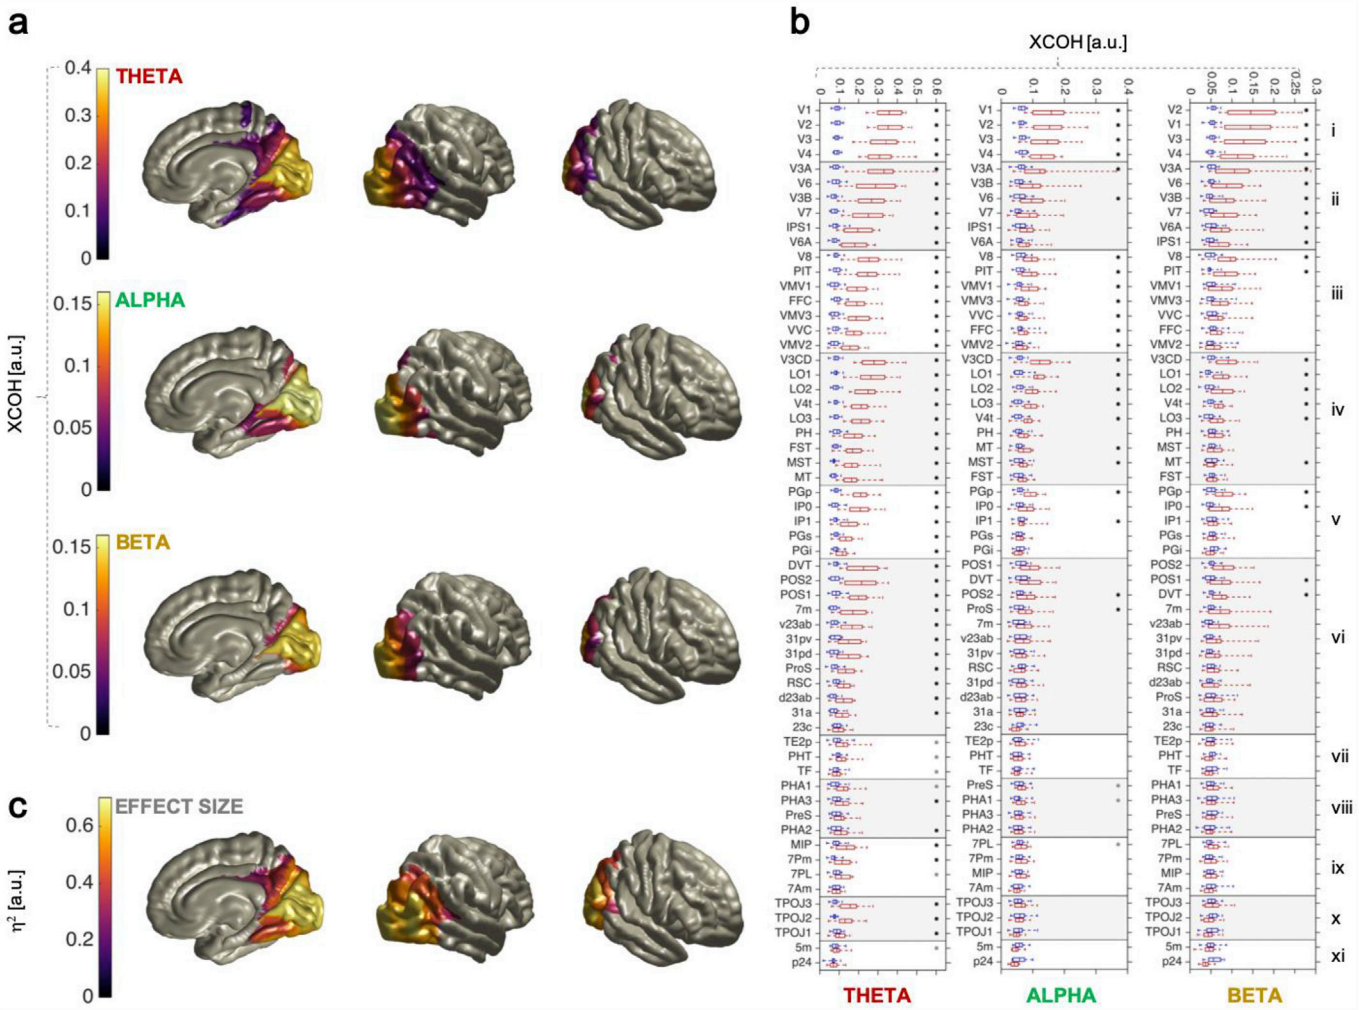 a
b
XCOH [a.u.]
0.4
THETA
0.3
0.2
0.1
0
0.15
ALPHA
0.1
0.05
0
XCOH [a.u.]
0.15
BETA
0.1
0.05
0
c
EFFECT SIZE
0.6
0.4
0.2
0
η² [a.u.]
0 0.1 0.2 0.3 0.4 0.5 0.6
V1
V2
V3
V4
V3A
V6
V3B
V7
IPS1
V6A
V8
PIT
VMV1
FFC
VMV3
VVC
VMV2
V3CD
LO1
LO2
V4t
LO3
PH
FST
MST
MT
PGp
IP0
IP1
PGs
PGi
DVT
POS2
POS1
7m
v23ab
31pv
31pd
ProS
RSC
d23ab
31a
23c
TE2p
PHT
TF
PHA1
PHA3
PreS
PHA2
MIP
7Pm
7PL
7Am
TPOJ3
TPOJ2
TPOJ1
5m
p24
THETA
0 0.1 0.2 0.3 0.4
V1
V2
V3
V4
V3A
V3B
V6
V7
IPS1
V6A
V8
PIT
VMV1
VMV3
VVC
FFC
VMV2
V3CD
LO1
LO2
LO3
V4t
PH
MT
MST
FST
PGp
IP0
IP1
PGs
PGi
POS1
DVT
POS2
ProS
7m
v23ab
31pv
RSC
31pd
d23ab
31a
23c
TE2p
PHT
TF
PreS
PHA1
PHA3
PHA2
7PL
7Pm
MIP
7Am
TPOJ3
TPOJ2
TPOJ1
5m
p24
ALPHA
0 0.05 0.1 0.15 0.2 0.25 0.3
V2
V1
V3
V4
V3A
V6
V3B
V7
V6A
IPS1
V8
PIT
VMV1
VMV3
VVC
FFC
VMV2
V3CD
LO1
LO2
V4t
LO3
PH
MST
MT
FST
PGp
IP0
IP1
PGs
PGi
POS2
POS1
DVT
7m
v23ab
31pv
31pd
RSC
d23ab
ProS
31a
23c
TE2p
PHT
TF
PHA1
PHA3
PreS
PHA2
7PL
7Pm
MIP
7Am
TPOJ3
TPOJ2
TPOJ1
5m
p24
BETA
i
ii
iii
iv
v
vi
vii
viii
ix
x
xi